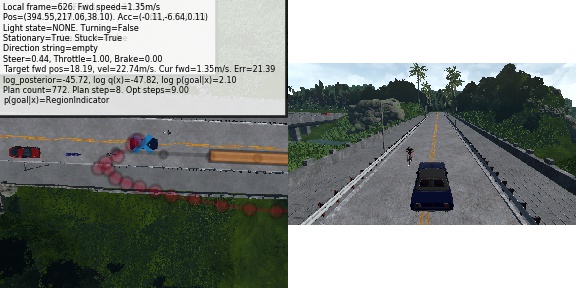 Local frame=626. Fwd speed=1.35m/s
Pos=(394.55,217.06,38.10). Acc=(-0.11,-6.64,0.11)
Light state=NONE. Turning=False
Stationary=True. Stuck=True
Direction string=empty
Steer=0.44, Throttle=1.00, Brake=0.00
Target fwd pos=18.19, vel=22.74m/s. Cur fwd=1.35m/s. Err=21.39
log_posterior=-45.72, log q(x)=-47.82, log p(goal|x)=2.10
Plan count=772. Plan step=8. Opt steps=9.00
p(goal|x)=RegionIndicator